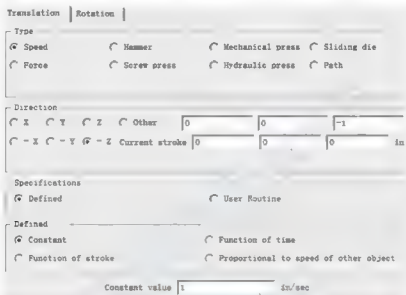 Translation Rotation
Type
Speed Hammer Mechanical press Sliding die
Force Screw press Hydraulic press Path
Direction
X Y Z Other 0 0 -1
-X -Y -Z Current stroke 0 0 0 in
Specifications
Defined User Routine
Defined
Constant Function of time
Function of stroke Proportional to speed of other object
Constant value 1 in/sec